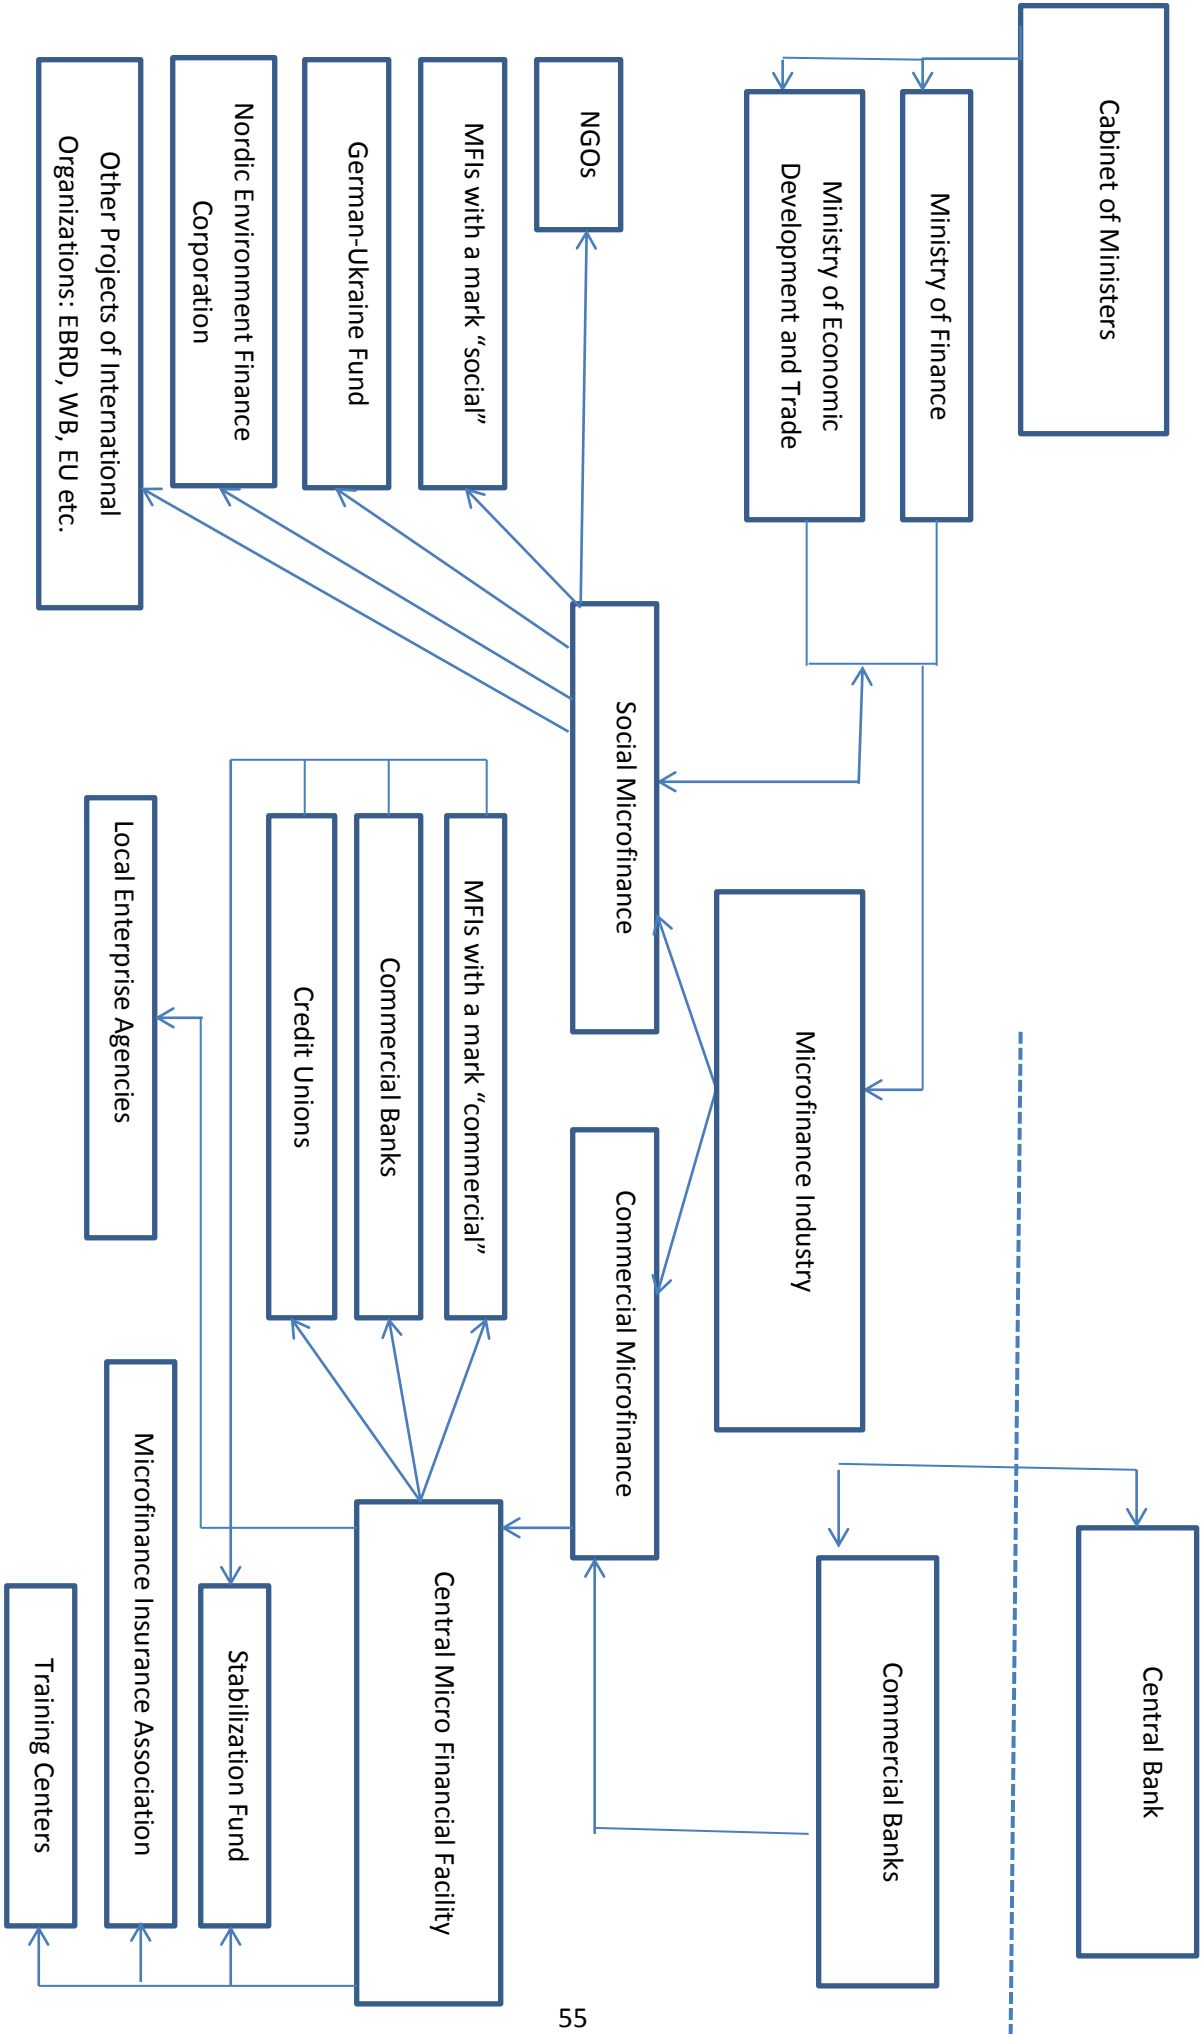 Cabinet of Ministers
Central Bank
Ministry of Finance
Ministry of Economic
Development and Trade
Commercial Banks
Microfinance Industry
Social Microfinance
Commercial Microfinance
NGOs
MFIs with a mark “social”
German-Ukraine Fund
Nordic Environment Finance
Corporation
Other Projects of International
Organizations: EBRD, WB, EU etc.
MFIs with a mark “commercial”
Commercial Banks
Credit Unions
Local Enterprise Agencies
Central Micro Financial Facility
Stabilization Fund
Microfinance Insurance Association
Training Centers
55